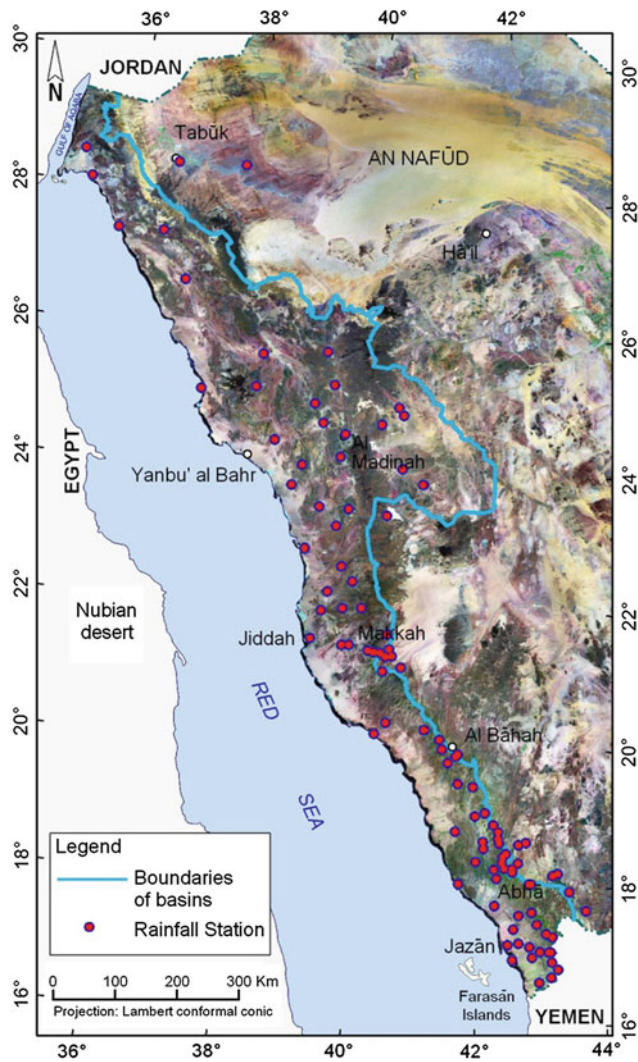 36° 38° 40° 42°
30°
30°
JORDAN
N
GULF OF AQABA
Tabūk
AN NAFŪD
28°
28°
Hā'il
26°
26°
24°
24°
EGYPT
Al
Madinah
Yanbu' al Bahr
22°
22°
Nubian
desert
Jiddah
Makkah
RED
SEA
20°
20°
Al Bāhah
18°
18°
Legend
Boundaries
of basins
Rainfall Station
Abhā
Jazān
0 100 200 300 Km
Projection: Lambert conformal conic
Farasān
Islands
YEMEN
16°
16°
36° 38° 40° 42° 44°